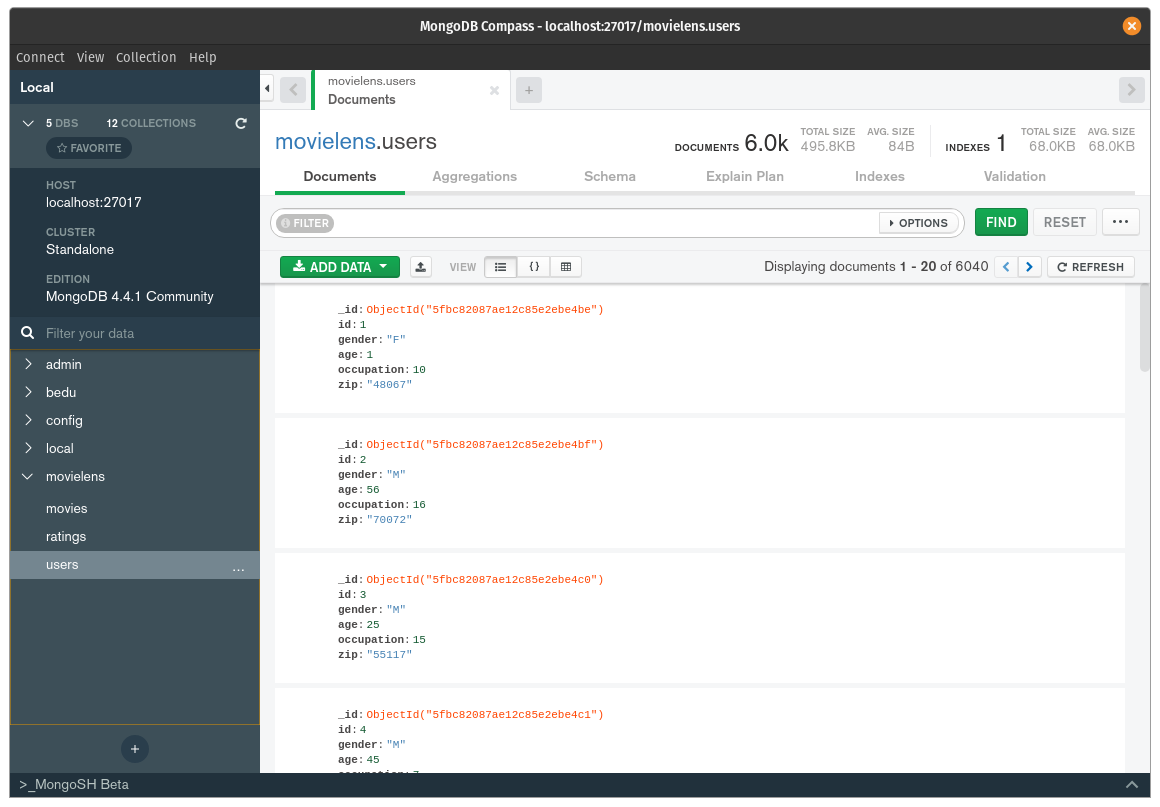 MongoDB Compass - localhost:27017/movielens.users
Connect View Collection Help
Local
5 DBS 12 COLLECTIONS
FAVORITE
HOST
localhost:27017
CLUSTER
Standalone
EDITION
MongoDB 4.4.1 Community
Filter your data
admin
bedu
config
local
movielens
movies
ratings
users ...
movielens.users
Documents
+
movielens.users
DOCUMENTS 6.0k TOTAL SIZE 495.8KB AVG. SIZE 84B INDEXES 1 TOTAL SIZE 68.0KB AVG. SIZE 68.0KB
Documents Aggregations Schema Explain Plan Indexes Validation
FILTER OPTIONS FIND RESET ...
ADD DATA VIEW {} Displaying documents 1 - 20 of 6040 < > REFRESH
_id: ObjectId("5fbc82087ae12c85e2ebe4be")
id: 1
gender: "F"
age: 1
occupation: 10
zip: "48067"
_id: ObjectId("5fbc82087ae12c85e2ebe4bf")
id: 2
gender: "M"
age: 56
occupation: 16
zip: "70072"
_id: ObjectId("5fbc82087ae12c85e2ebe4c0")
id: 3
gender: "M"
age: 25
occupation: 15
zip: "55117"
_id: ObjectId("5fbc82087ae12c85e2ebe4c1")
id: 4
gender: "M"
age: 45
+
>_MongoSH Beta